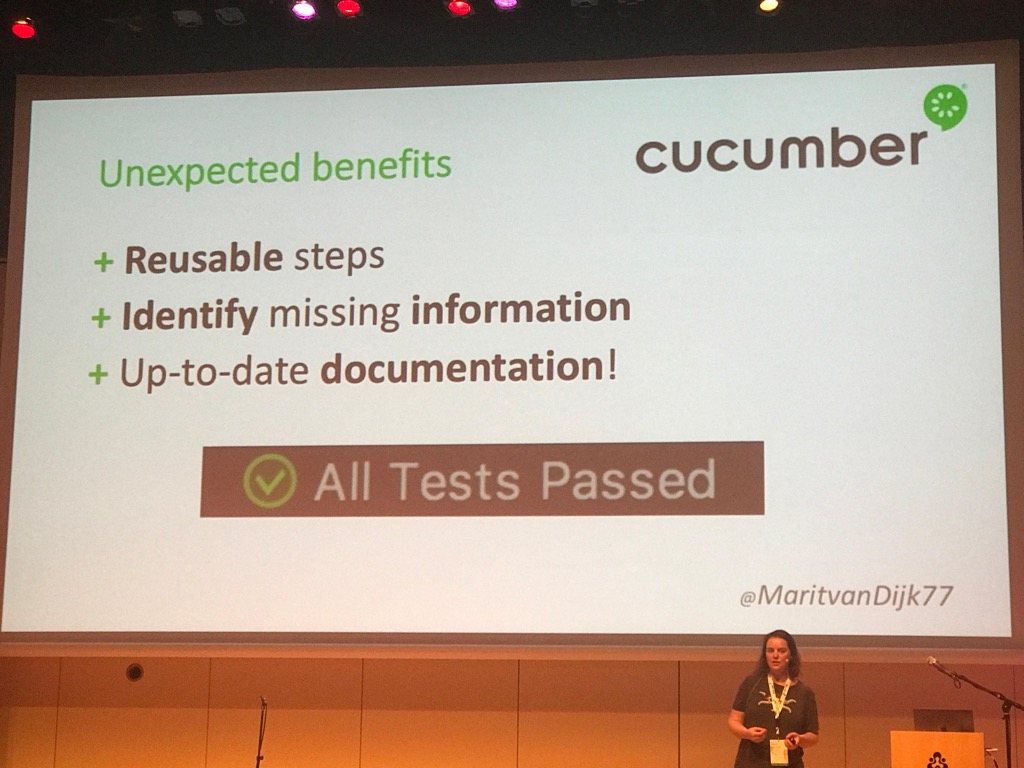 cucumber
Unexpected benefits
+ Reusable steps
+ Identify missing information
+ Up-to-date documentation!
All Tests Passed
@MaritvanDijk77